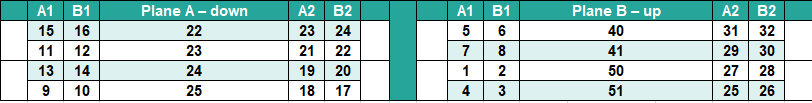 A1 B1 Plane A – down A2 B2 A1 B1 Plane B – up A2 B2
15 16 22 23 24 5 6 40 31 32
11 12 23 21 22 7 8 41 29 30
13 14 24 19 20 1 2 50 27 28
9 10 25 18 17 4 3 51 25 26